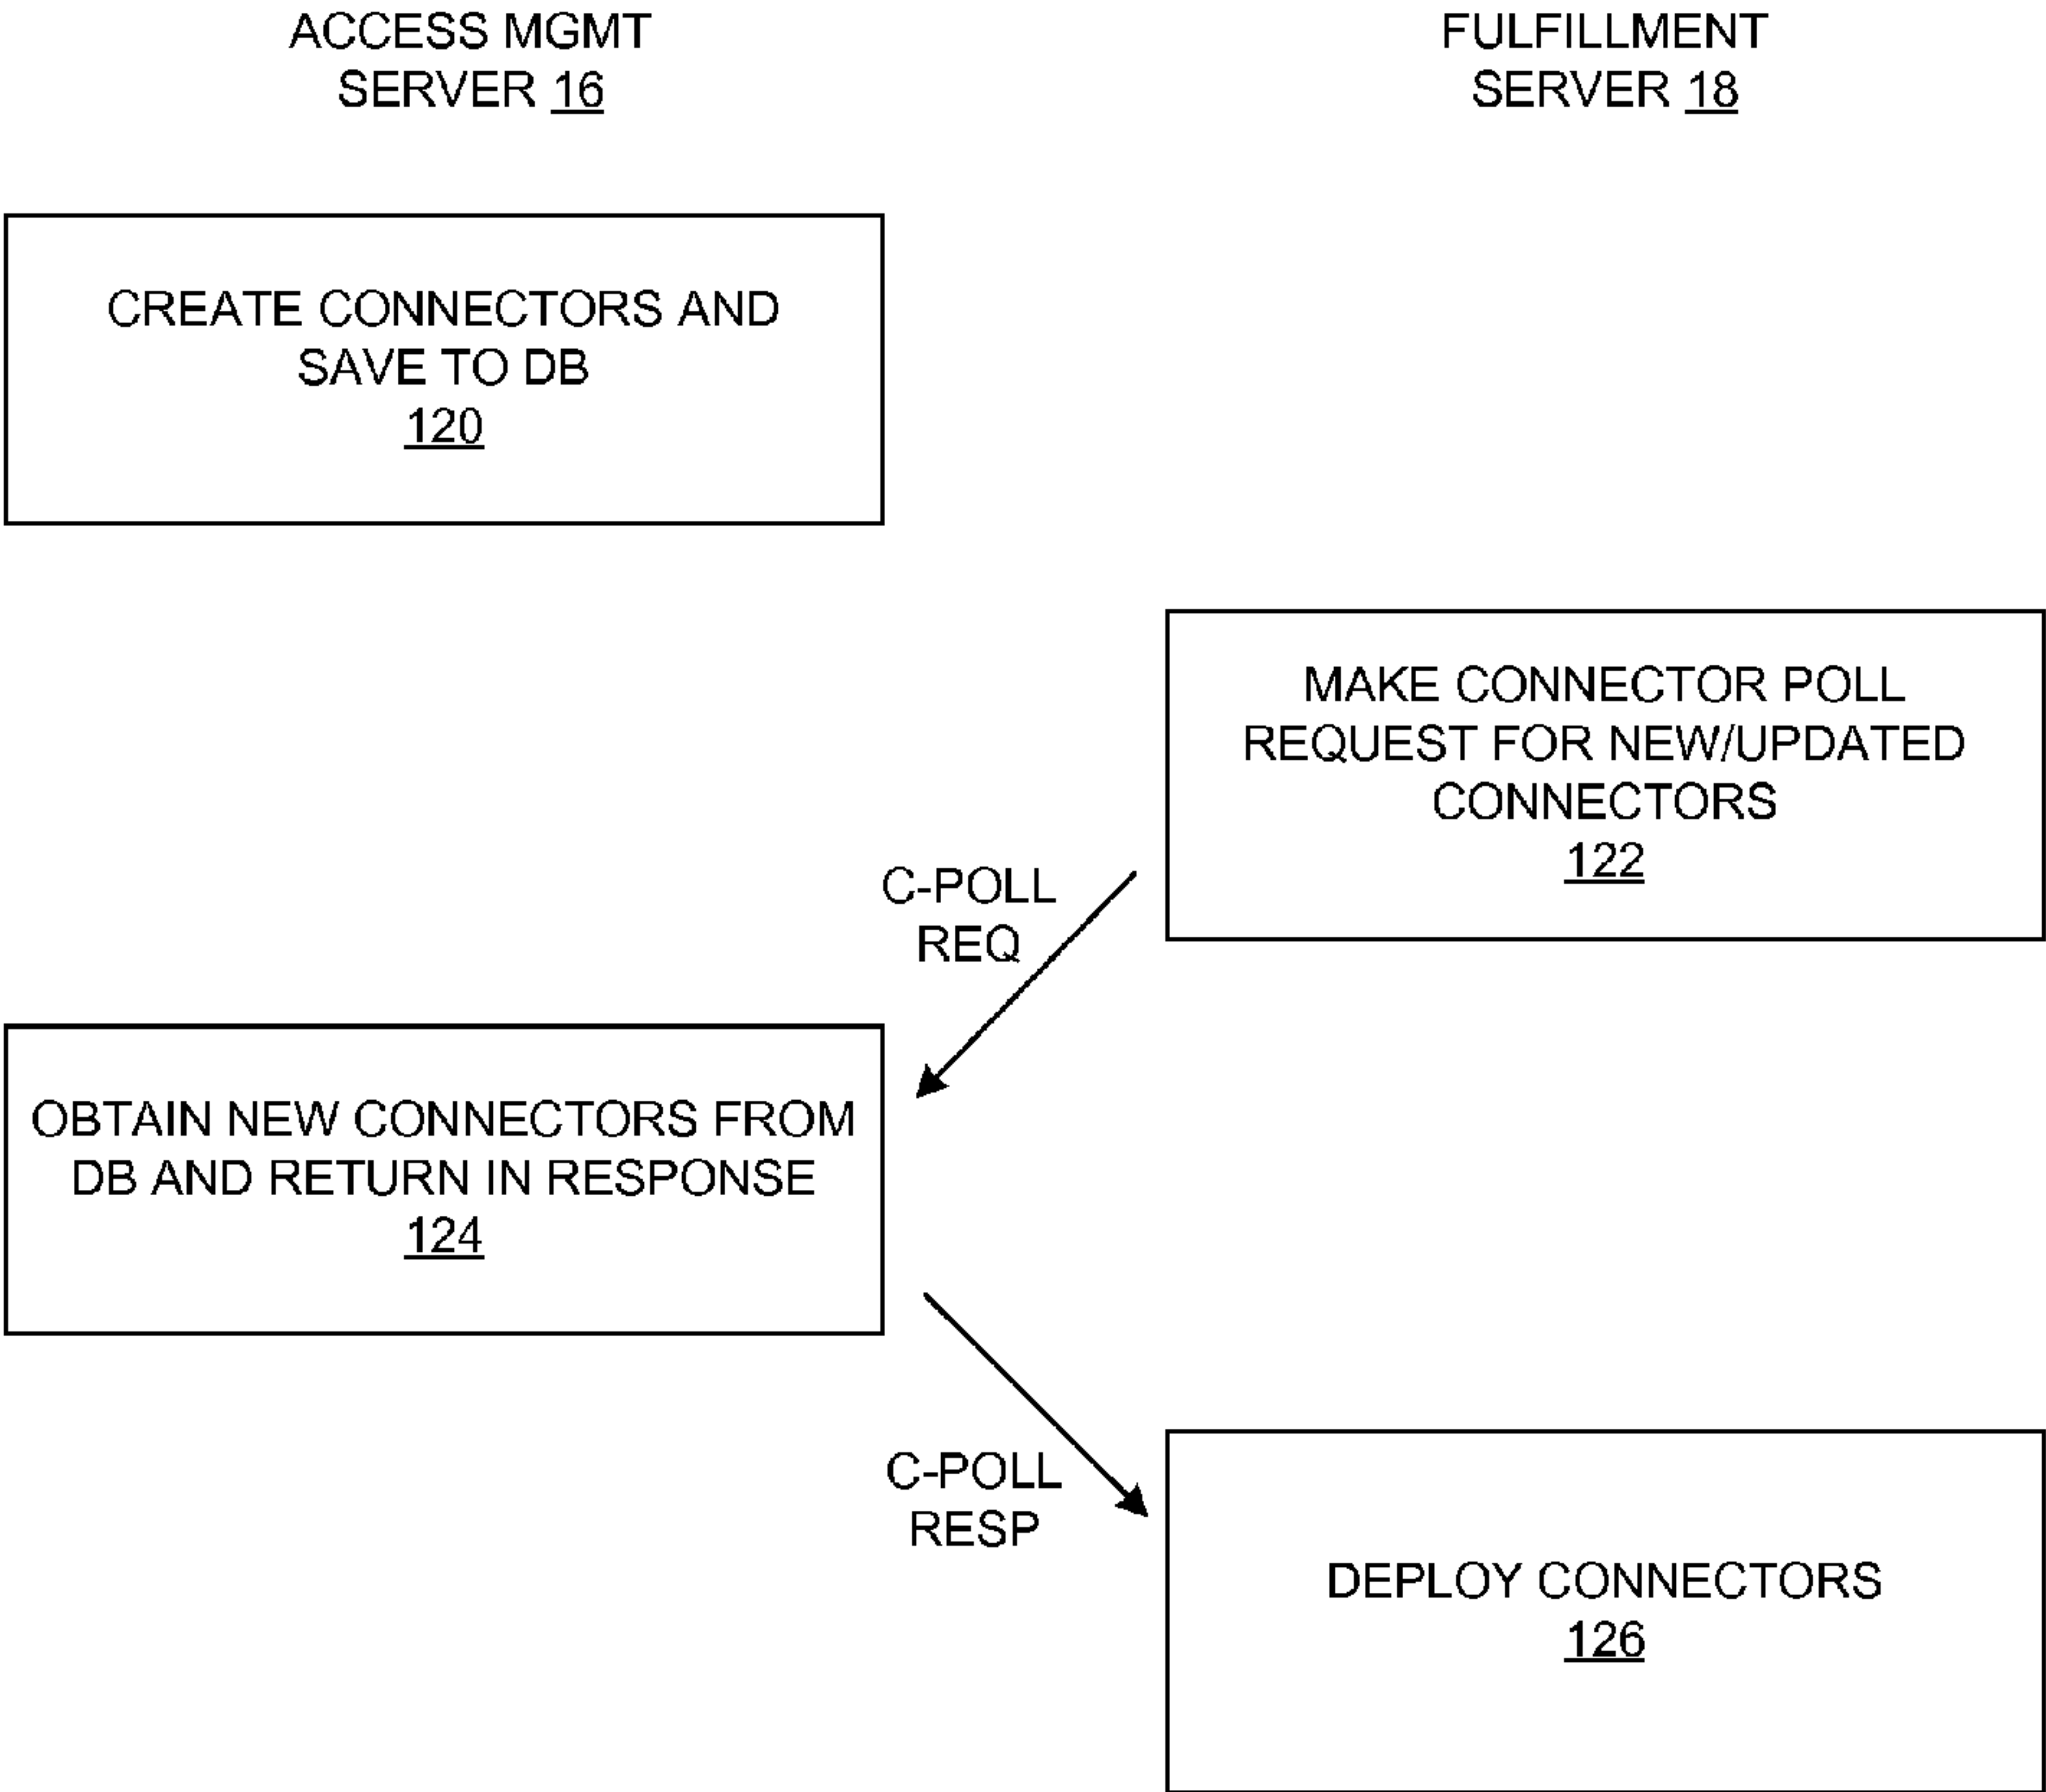 ACCESS MGMT
SERVER 16
FULFILLMENT
SERVER 18
CREATE CONNECTORS AND
SAVE TO DB
120
MAKE CONNECTOR POLL
REQUEST FOR NEW/UPDATED
CONNECTORS
122
C-POLL
REQ
OBTAIN NEW CONNECTORS FROM
DB AND RETURN IN RESPONSE
124
C-POLL
RESP
DEPLOY CONNECTORS
126